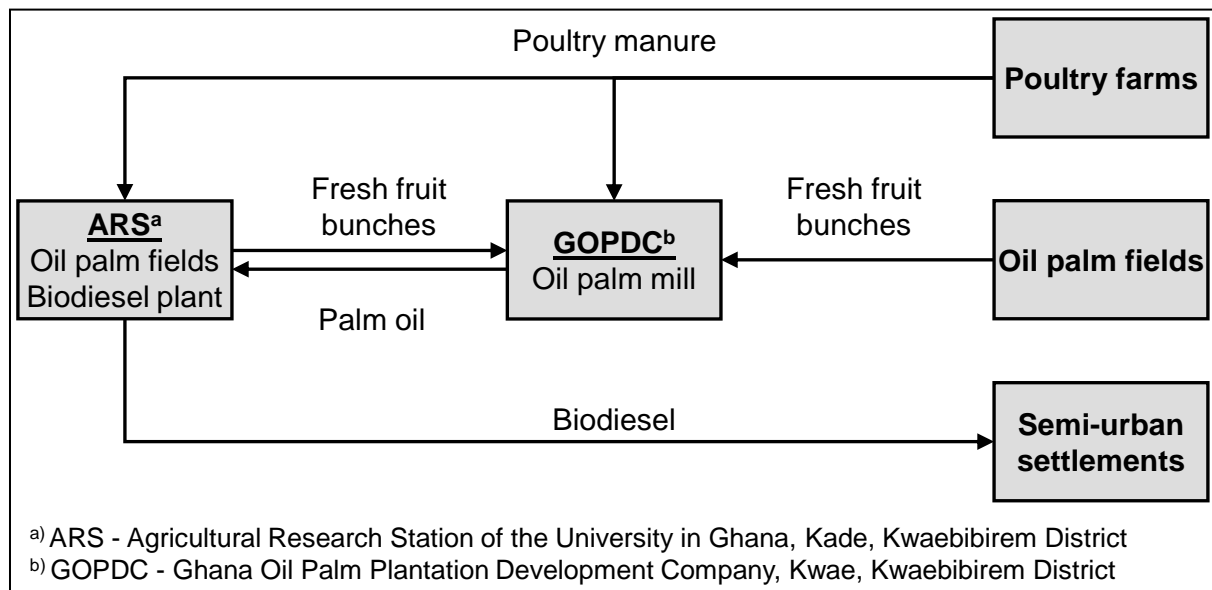 Poultry manure
Poultry farms
Fresh fruit
bunches
Fresh fruit
bunches
ARSᵃ
Oil palm fields
Biodiesel plant
GOPDCᵇ
Oil palm mill
Oil palm fields
Palm oil
Biodiesel
Semi-urban
settlements
a) ARS - Agricultural Research Station of the University in Ghana, Kade, Kwaebibirem District
b) GOPDC - Ghana Oil Palm Plantation Development Company, Kwae, Kwaebibirem District